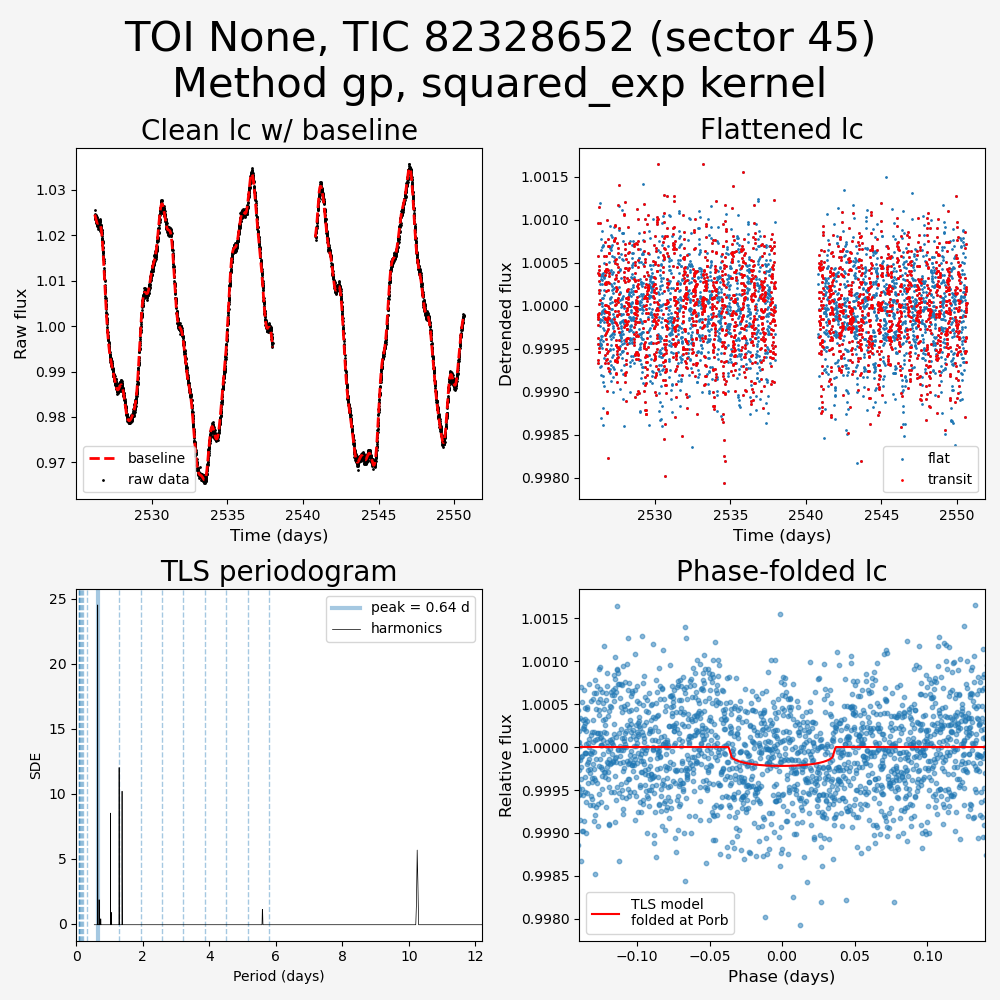 TOI None, TIC 82328652 (sector 45)
Method gp, squared_exp kernel
Clean lc w/ baseline
Raw flux
1.03
1.02
1.01
1.00
0.99
0.98
0.97
baseline
raw data
2530
2535
2540
2545
2550
Time (days)
Flattened lc
Detrended flux
1.0015
1.0010
1.0005
1.0000
0.9995
0.9990
0.9985
0.9980
flat
transit
2530
2535
2540
2545
2550
Time (days)
TLS periodogram
SDE
25
20
15
10
5
0
peak = 0.64 d
harmonics
0
2
4
6
8
10
12
Period (days)
Phase-folded lc
Relative flux
1.0015
1.0010
1.0005
1.0000
0.9995
0.9990
0.9985
0.9980
TLS model
folded at Porb
−0.10
−0.05
0.00
0.05
0.10
Phase (days)